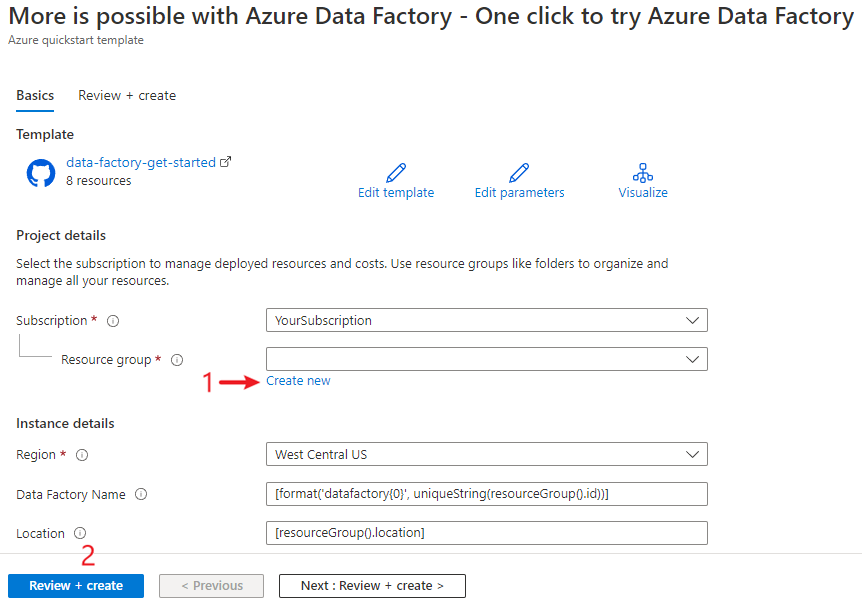 More is possible with Azure Data Factory - One click to try Azure Data Factory
Azure quickstart template
Basics
Review + create
Template
data-factory-get-started
8 resources
Edit template
Edit parameters
Visualize
Project details
Select the subscription to manage deployed resources and costs. Use resource groups like folders to organize and
manage all your resources.
Subscription *
YourSubscription
Resource group *
1
Create new
Instance details
Region *
West Central US
Data Factory Name
[format('datafactory{0}', uniqueString(resourceGroup().id))]
Location
[resourceGroup().location]
2
Review + create
< Previous
Next : Review + create >